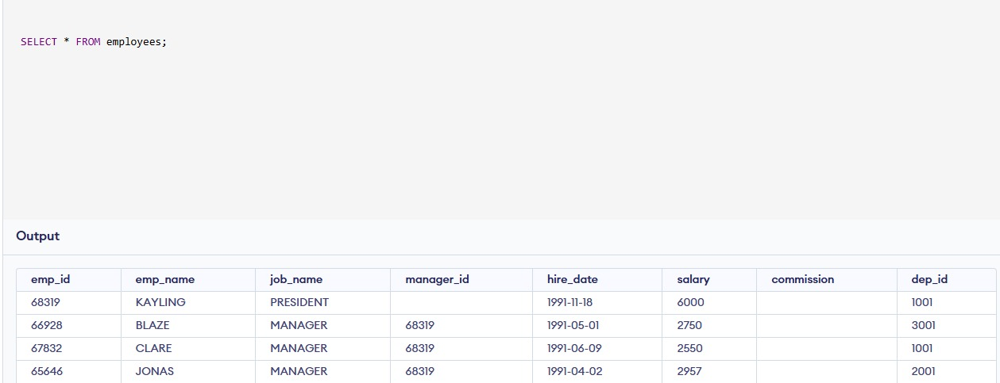 SELECT * FROM employees;
Output
emp_id emp_name job_name manager_id hire_date salary commission dep_id
68319 KAYLING PRESIDENT 1991-11-18 6000 1001
66928 BLAZE MANAGER 68319 1991-05-01 2750 3001
67832 CLARE MANAGER 68319 1991-06-09 2550 1001
65646 JONAS MANAGER 68319 1991-04-02 2957 2001